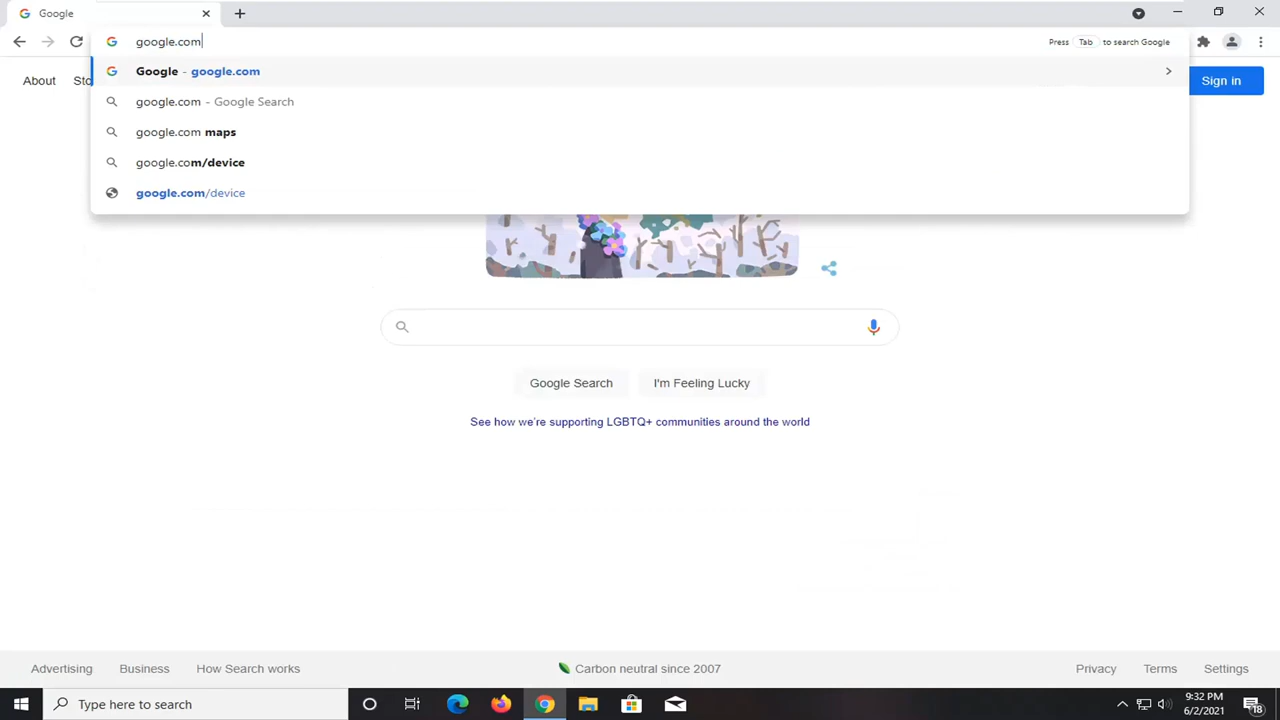 Google
google.com
Press Tab to search Google
Google - google.com
google.com - Google Search
google.com maps
google.com/device
google.com/device
About
Sto
Sign in
Google Search
I'm Feeling Lucky
See how we're supporting LGBTQ+ communities around the world
Advertising
Business
How Search works
Carbon neutral since 2007
Privacy
Terms
Settings
Type here to search
9:32 PM
6/2/2021
18